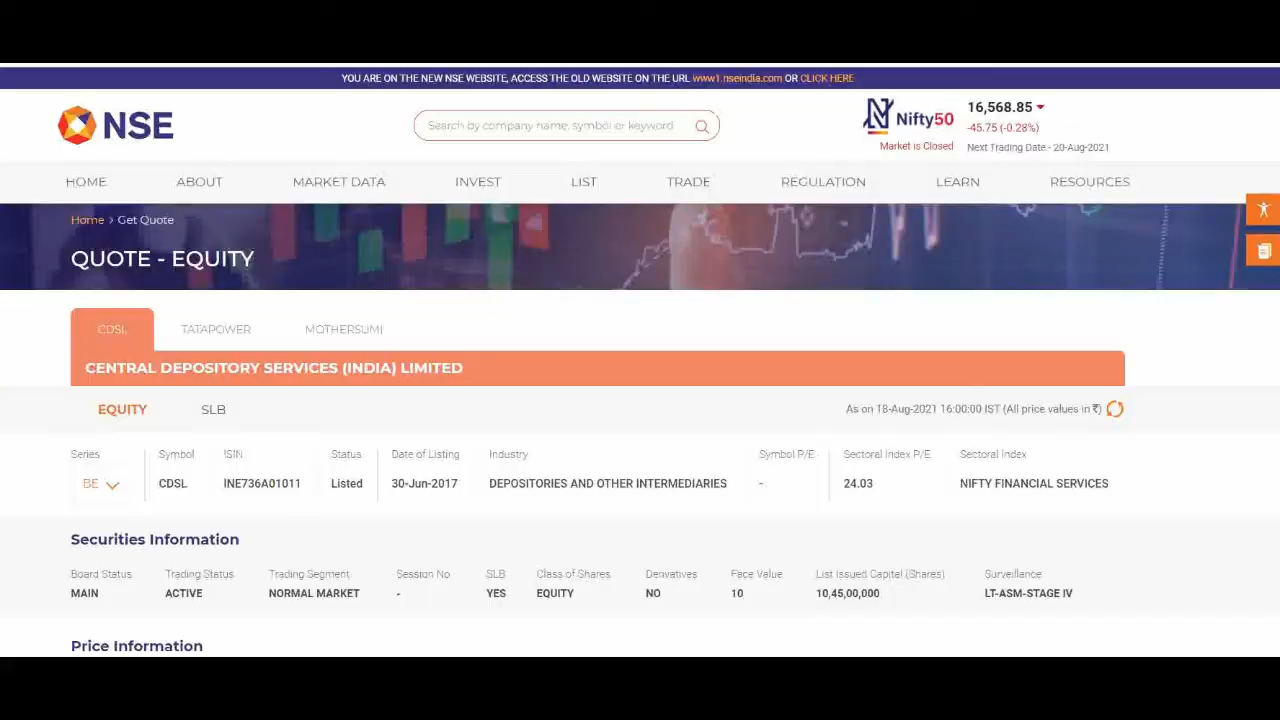 YOU ARE ON THE NEW NSE WEBSITE, ACCESS THE OLD WEBSITE ON THE URL www1.nseindia.com OR CLICK HERE
NSE
Search by company name, symbol or keyword
Nifty50
16,568.85
-45.75 (-0.28%)
Market is Closed
Next Trading Date - 20-Aug-2021
HOME ABOUT MARKET DATA INVEST LIST TRADE REGULATION LEARN RESOURCES
Home > Get Quote
QUOTE - EQUITY
CDSL TATAPOWER MOTHERSUMI
CENTRAL DEPOSITORY SERVICES (INDIA) LIMITED
EQUITY SLB As on 18-Aug-2021 16:00:00 IST (All price values in ₹)
Series Symbol ISIN Status Date of Listing Industry Symbol P/E Sectoral Index P/E Sectoral Index
BE CDSL INE736A01011 Listed 30-Jun-2017 DEPOSITORIES AND OTHER INTERMEDIARIES - 24.03 NIFTY FINANCIAL SERVICES
Securities Information
Board Status Trading Status Trading Segment Session No SLB Class of Shares Derivatives Face Value List Issued Capital (Shares) Surveillance
MAIN ACTIVE NORMAL MARKET - YES EQUITY NO 10 10,45,00,000 LT-ASM-STAGE IV
Price Information